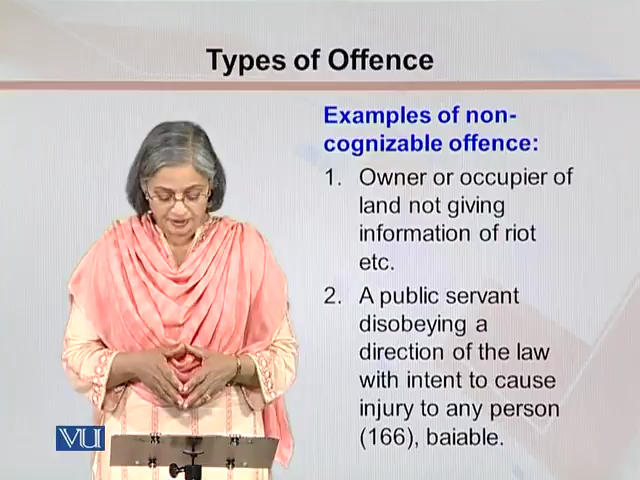 Types of Offence
Examples of non-
cognizable offence:
1. Owner or occupier of
land not giving
information of riot
etc.
2. A public servant
disobeying a
direction of the law
with intent to cause
injury to any person
(166), baiable.
VU